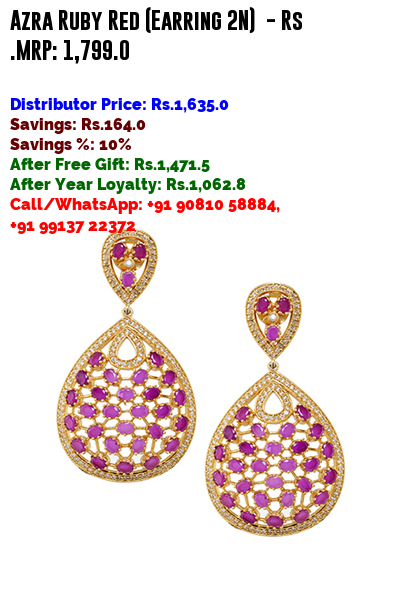 Azra Ruby Red (Earring 2N) - Rs
.MRP: 1,799.0
Distributor Price: Rs.1,635.0
Savings: Rs.164.0
Savings %: 10%
After Free Gift: Rs.1,471.5
After Year Loyalty: Rs.1,062.8
Call/WhatsApp: +91 90810 58884,
+91 99137 22372